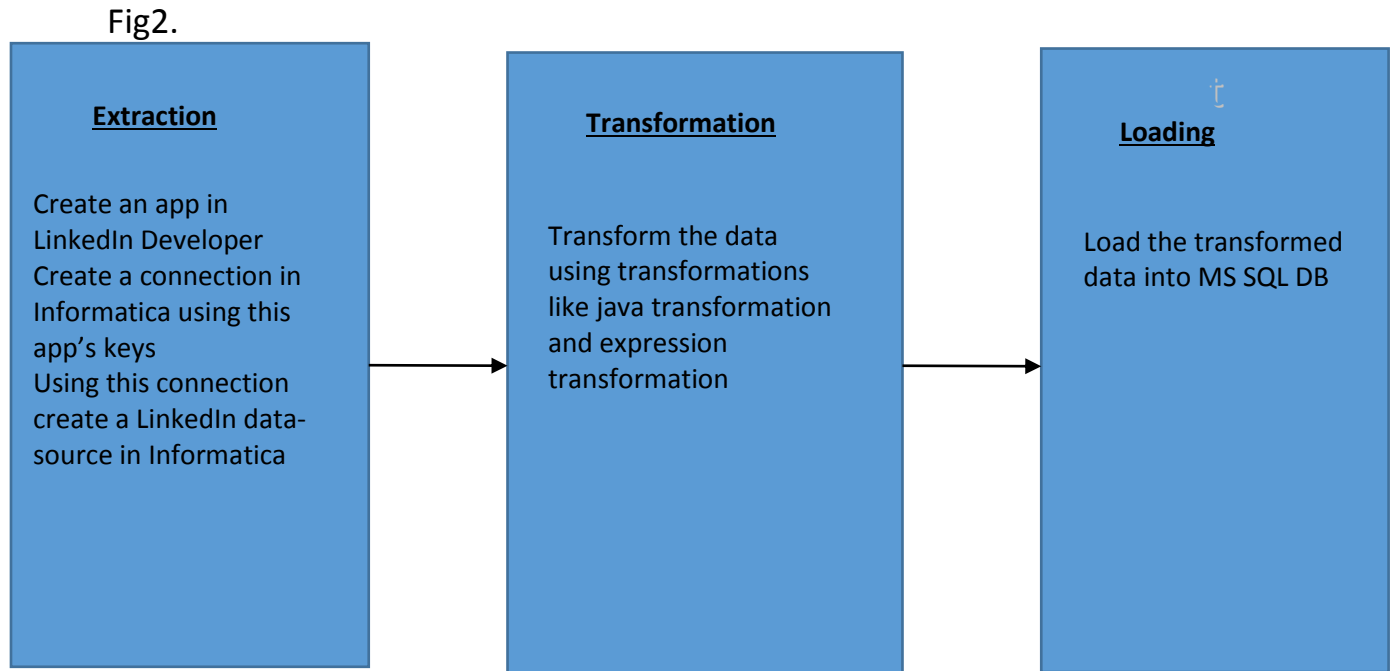 Fig2.
Extraction
Create an app in
LinkedIn Developer
Create a connection in
Informatica using this
app’s keys
Using this connection
create a LinkedIn data-
source in Informatica
Transformation
Transform the data
using transformations
like java transformation
and expression
transformation
t
Loading
Load the transformed
data into MS SQL DB